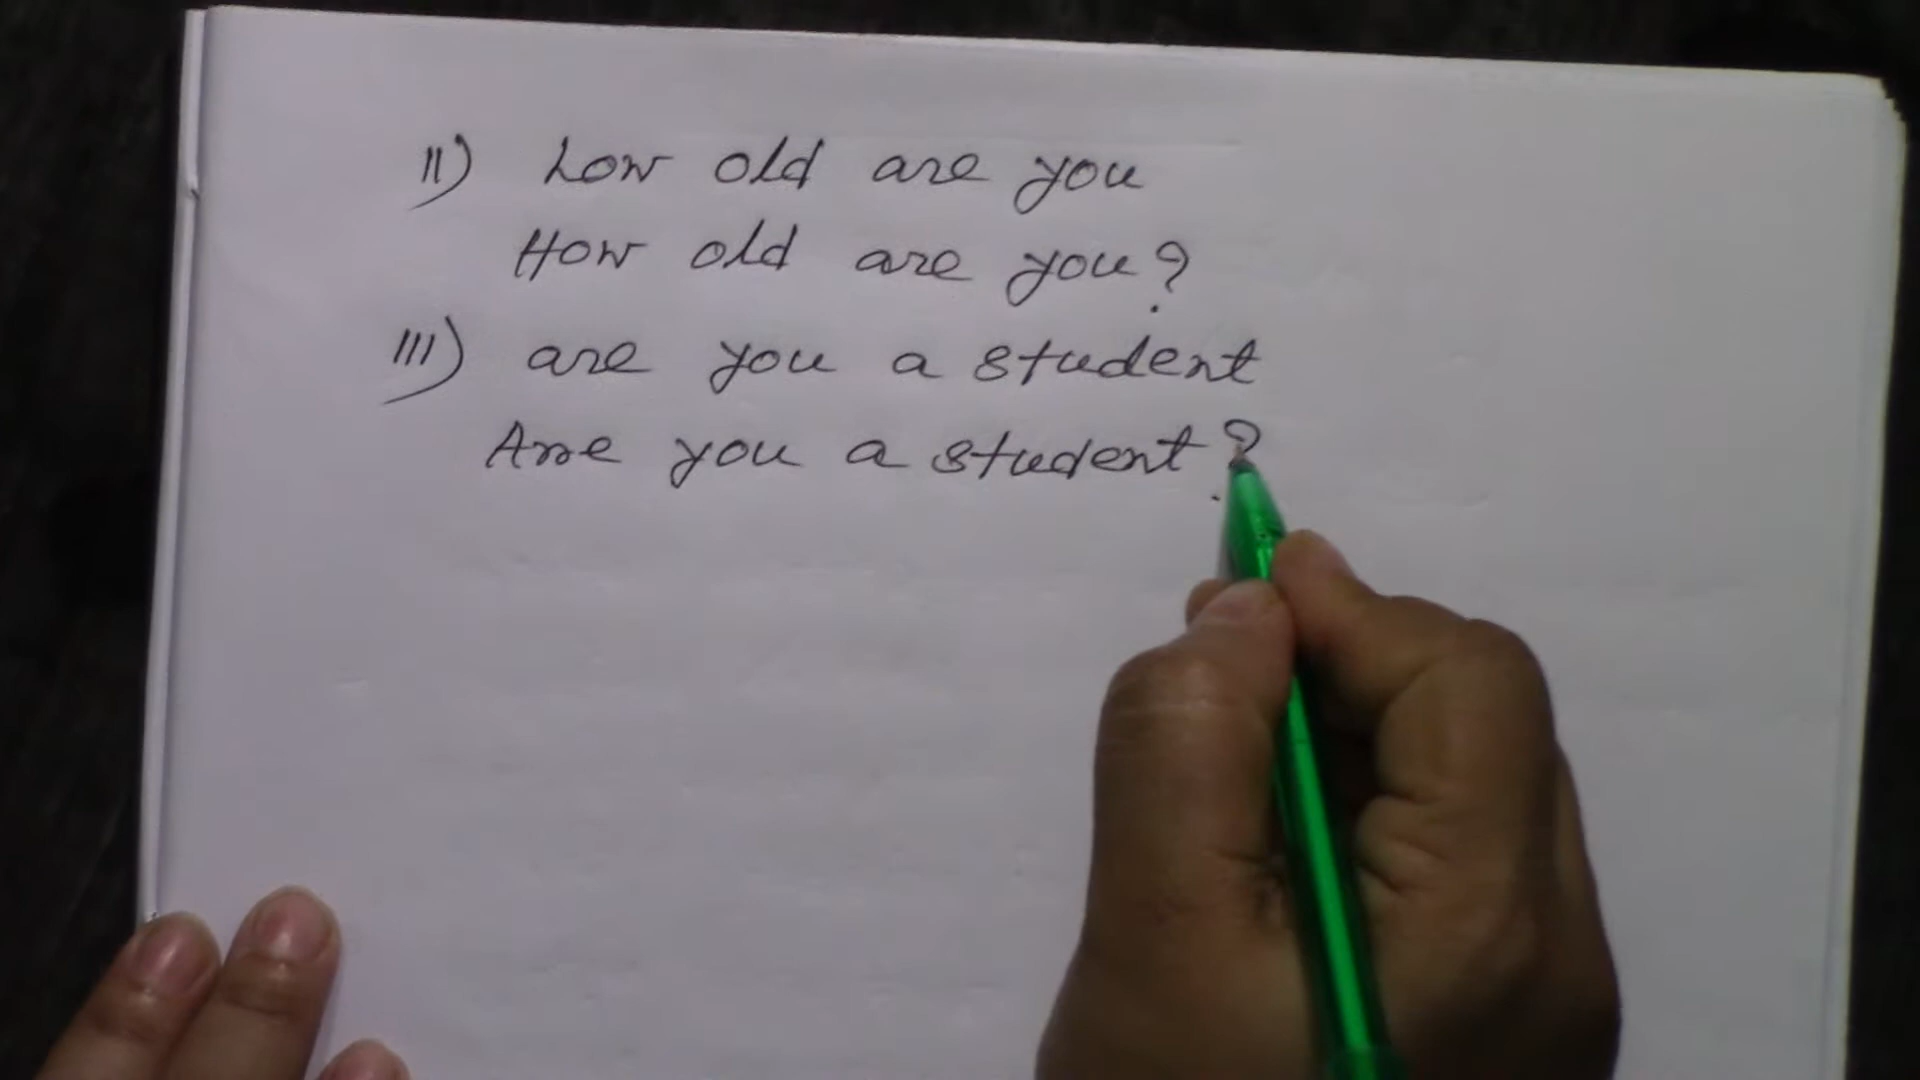 II) how old are you
How old are you?
III) are you a student
Are you a student?